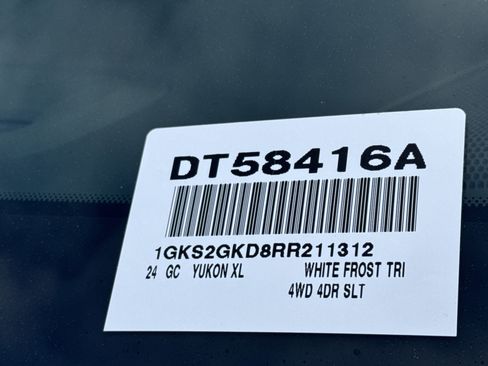 DT58416A
1GKS2GKD8RR211312
24 GC YUKON XL WHITE FROST TRI
4WD 4DR SLT